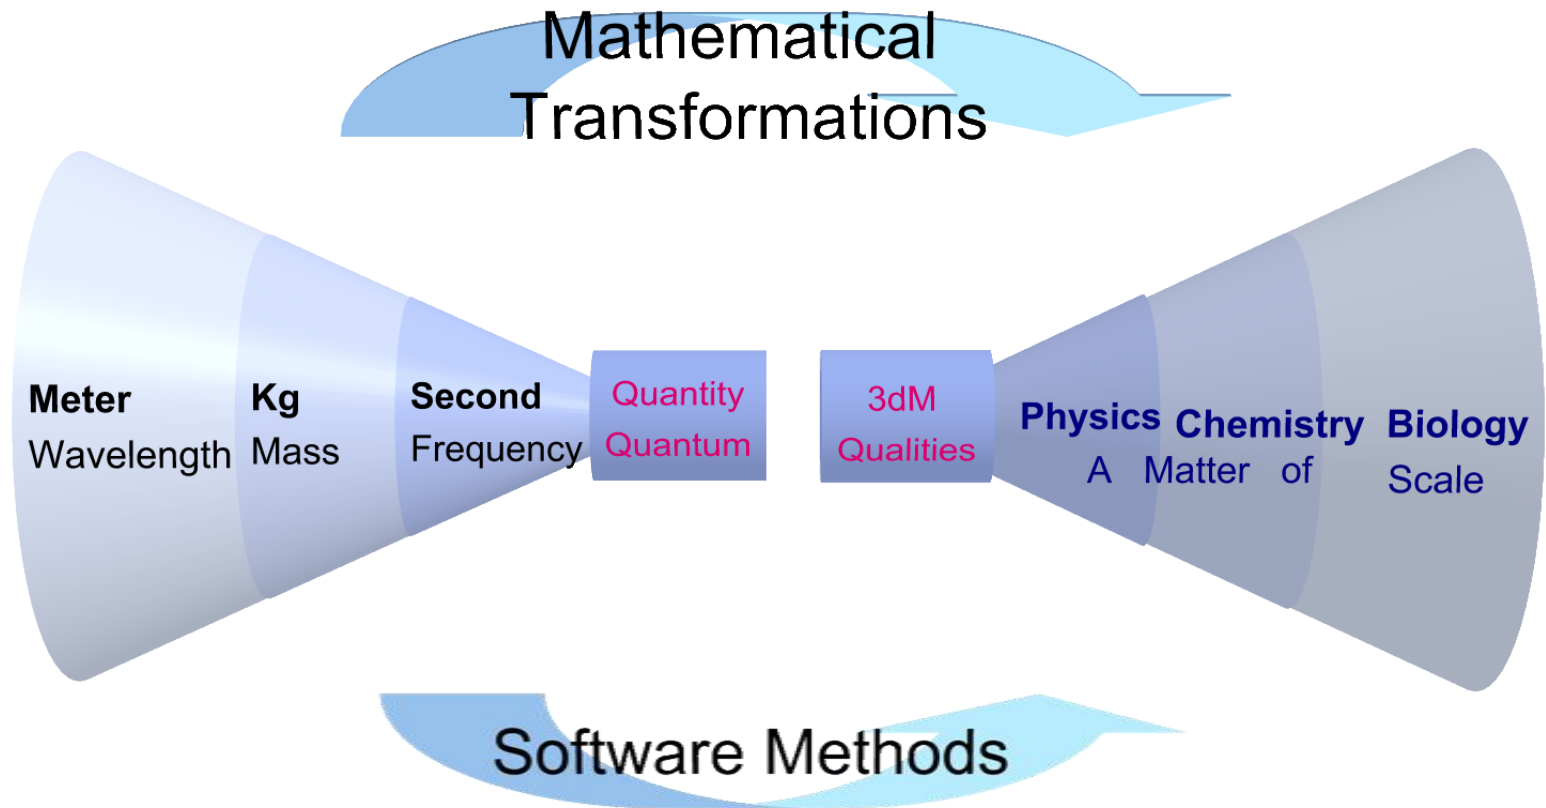 Mathematical
Transformations
Meter
Wavelength
Kg
Mass
Second
Frequency
Quantity
Quantum
3dM
Qualities
Physics Chemistry Biology
A Matter of Scale
Software Methods